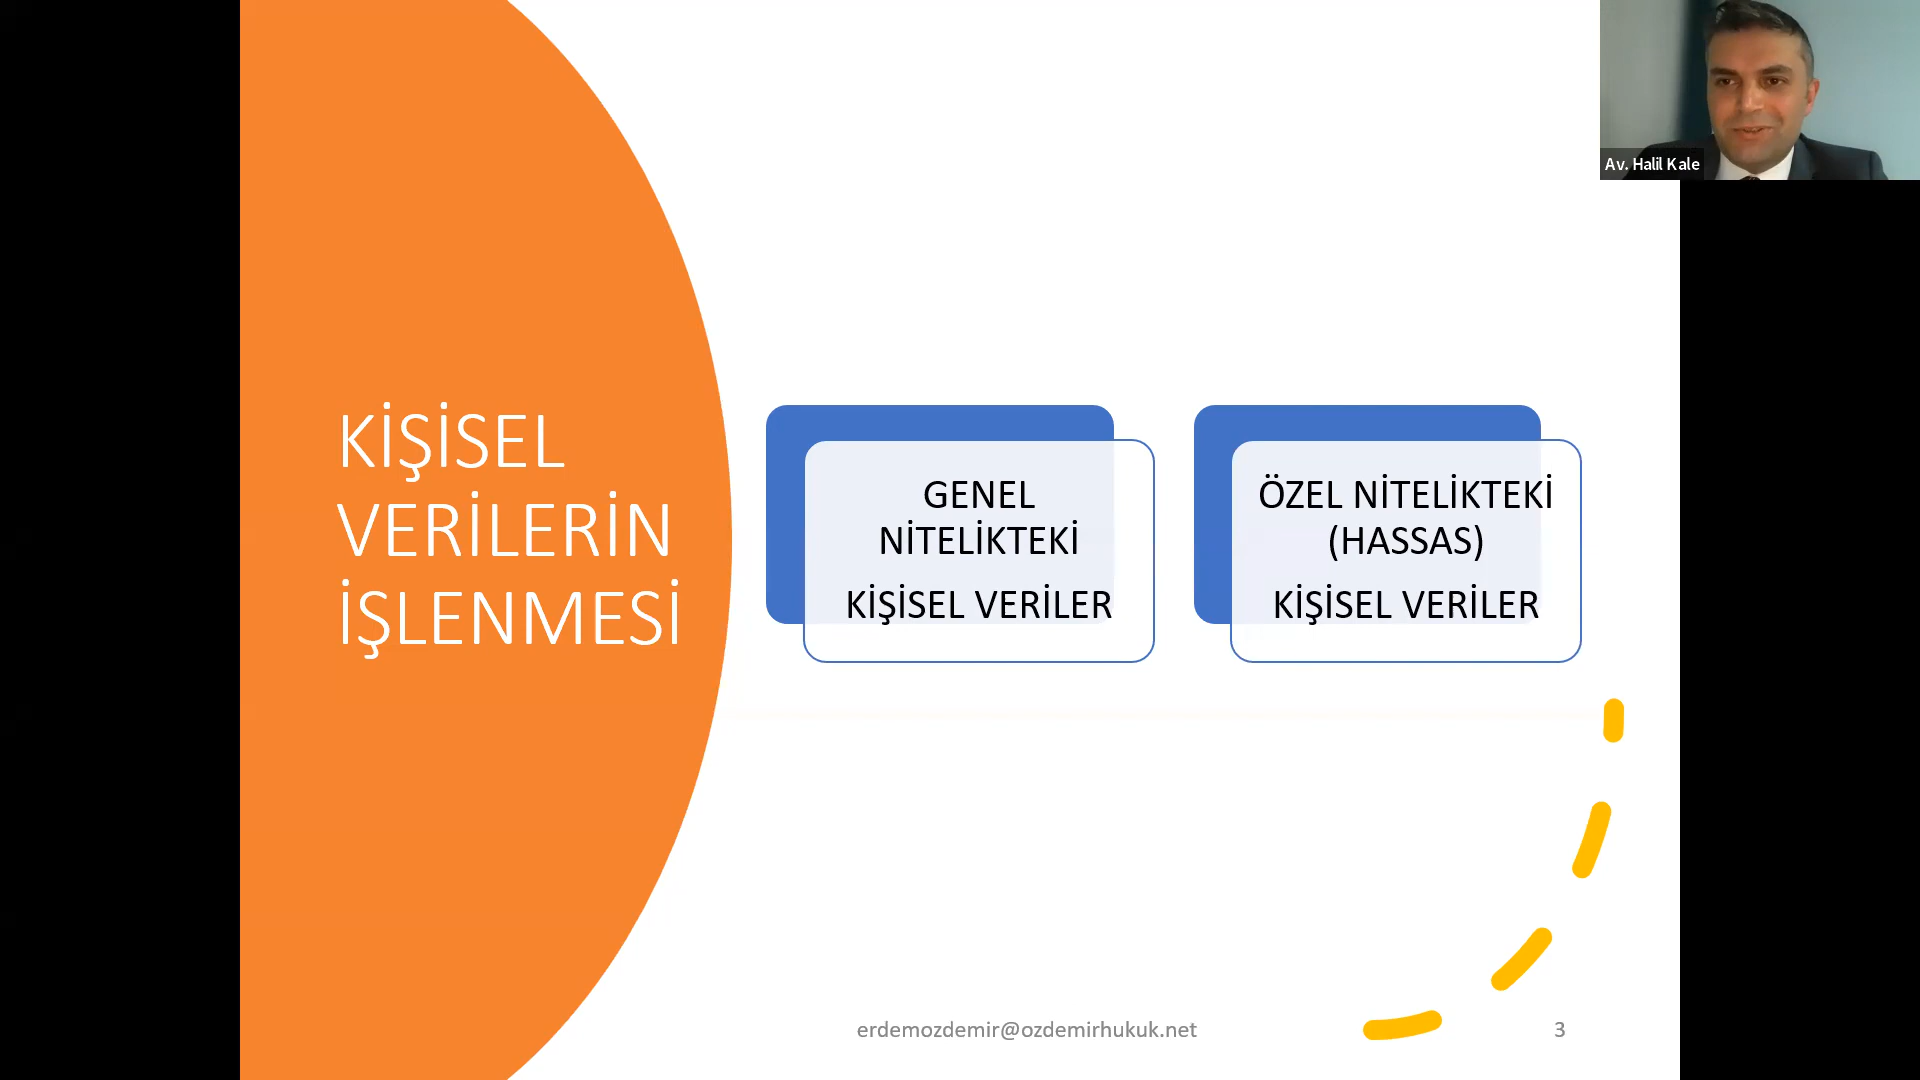 KİŞİSEL
VERİLERİN
İŞLENMESİ
GENEL
NİTELİKTEKİ
KİŞİSEL VERİLER
ÖZEL NİTELİKTEKİ
(HASSAS)
KİŞİSEL VERİLER
Av. Halil Kale
erdemozdemir@ozdemirhukuk.net
3